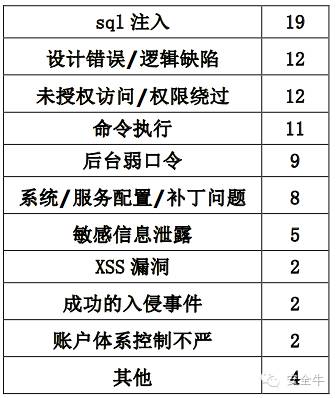 sql 注入 19
设计错误/逻辑缺陷 12
未授权访问/权限绕过 12
命令执行 11
后台弱口令 9
系统/服务配置/补丁问题 8
敏感信息泄露 5
XSS 漏洞 2
成功的入侵事件 2
账户体系控制不严 2
其他 4
安全牛